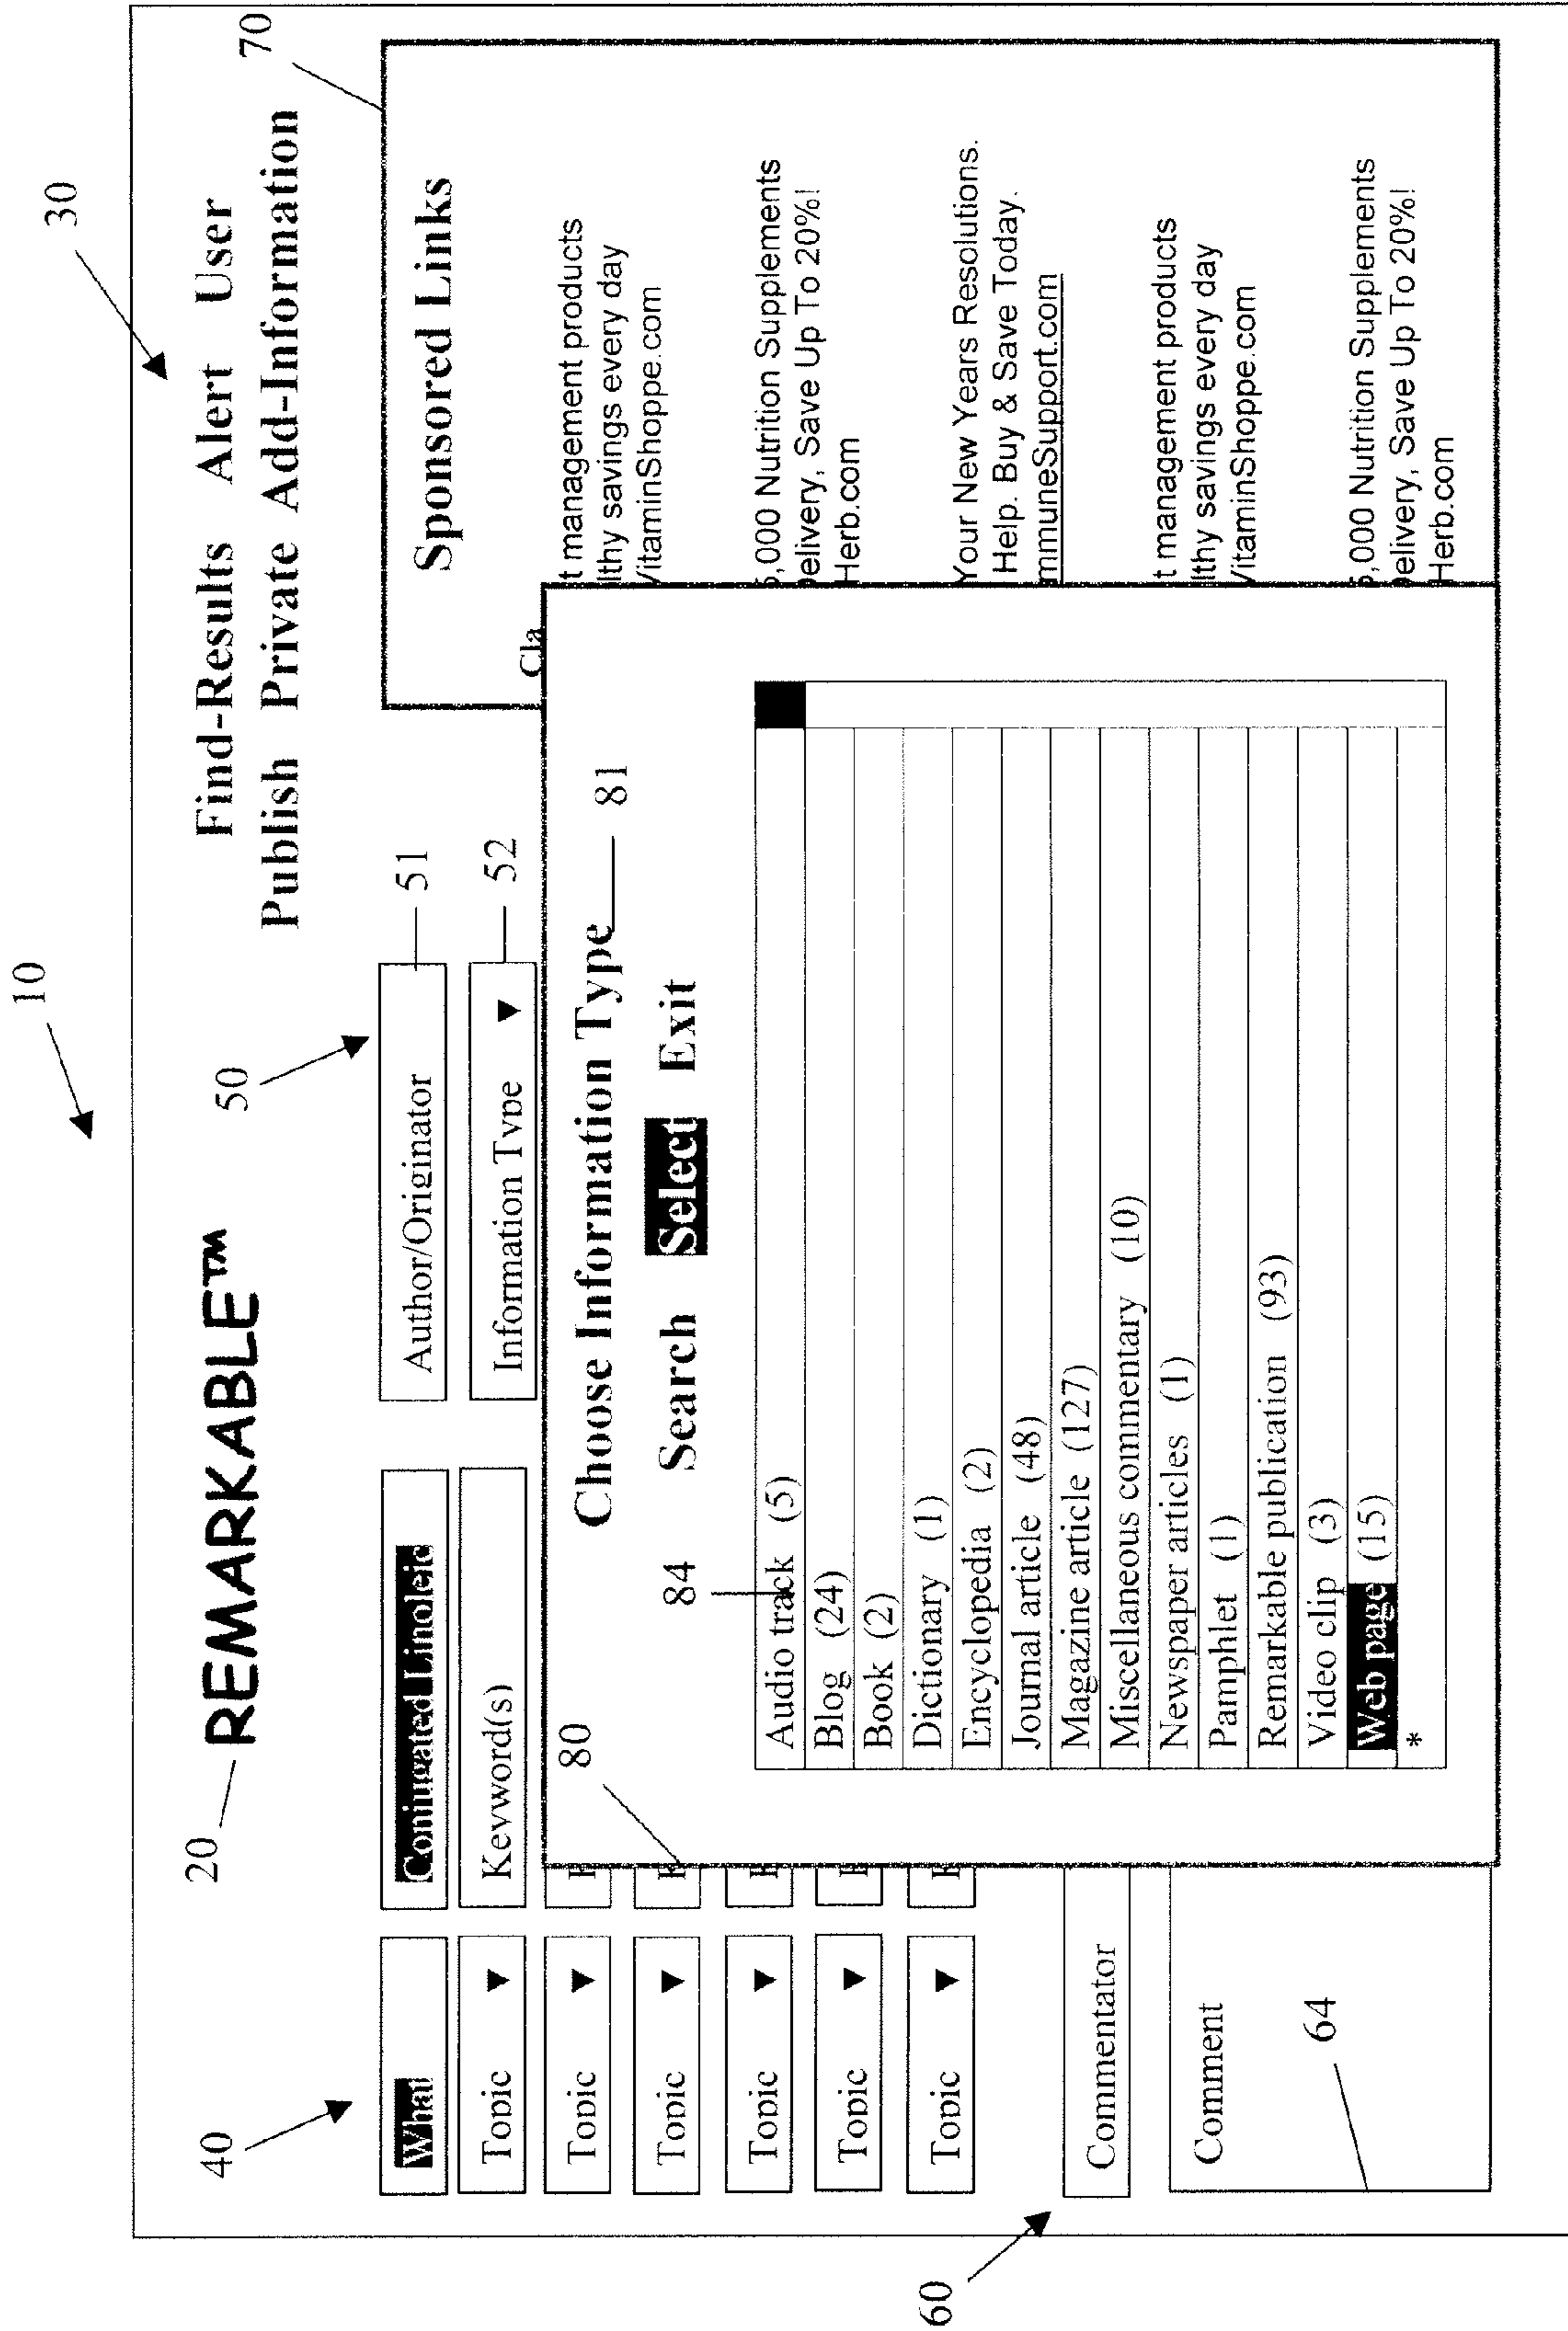 10
20
REMARKABLE™
30
Find-Results Alert User
Publish Private Add-Information
40
50
70
What
Conjugated Linoleic
Author/Originator
51
Topic ▼
Keyword(s)
Information Type ▼
52
Topic ▼
Topic ▼
Topic ▼
Topic ▼
Topic ▼
60
Commentator
Comment
64
Sponsored Links
Cla
t management products
lthy savings every day
VitaminShoppe.com
,000 Nutrition Supplements
elivery, Save Up To 20%!
Herb.com
Your New Years Resolutions.
Help. Buy & Save Today.
mmuneSupport.com
t management products
lthy savings every day
VitaminShoppe.com
,000 Nutrition Supplements
elivery, Save Up To 20%!
Herb.com
80
Choose Information Type
81
84
Search Select Exit
Audio track (5)
Blog (24)
Book (2)
Dictionary (1)
Encyclopedia (2)
Journal article (48)
Magazine article (127)
Miscellaneous commentary (10)
Newspaper articles (1)
Pamphlet (1)
Remarkable publication (93)
Video clip (3)
Web page (15)
*